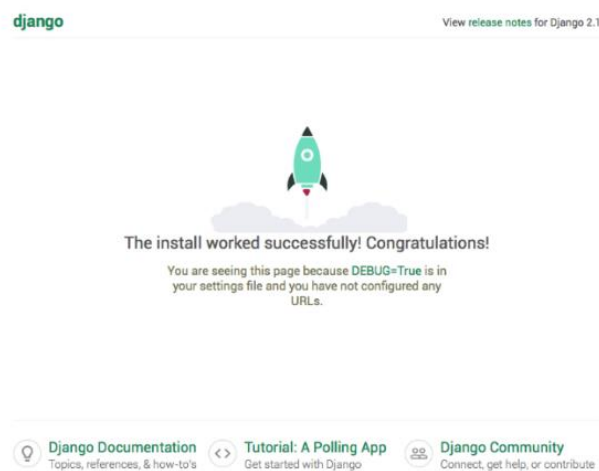 django
View release notes for Django 2.1
The install worked successfully! Congratulations!
You are seeing this page because DEBUG=True is in
your settings file and you have not configured any
URLs.
Django Documentation
Topics, references, & how-to's
Tutorial: A Polling App
Get started with Django
Django Community
Connect, get help, or contribute